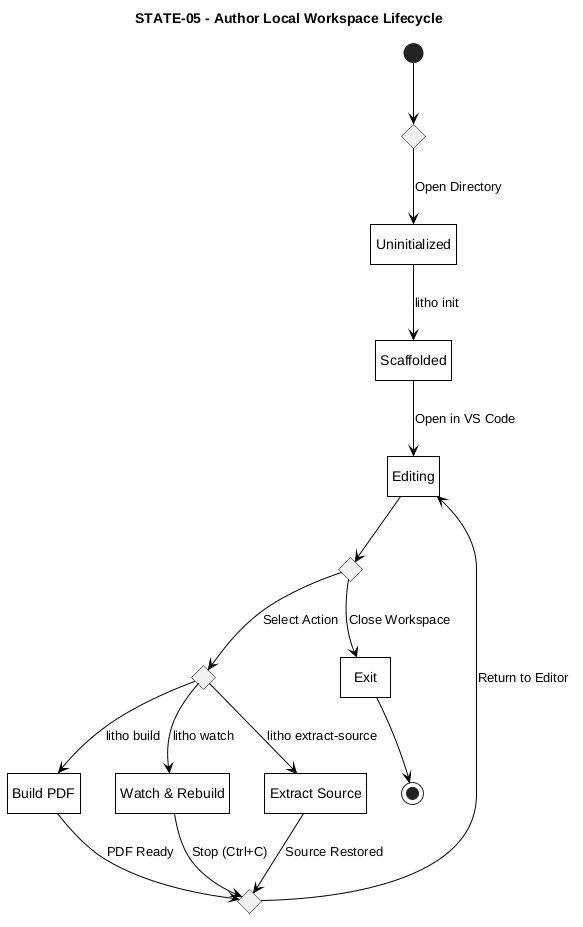 STATE-05 - Author Local Workspace Lifecycle
Open Directory
Uninitialized
litho init
Scaffolded
Open in VS Code
Editing
Select Action
Close Workspace
Exit
Return to Editor
litho build
litho watch
litho extract-source
Build PDF
Watch & Rebuild
Extract Source
PDF Ready
Stop (Ctrl+C)
Source Restored